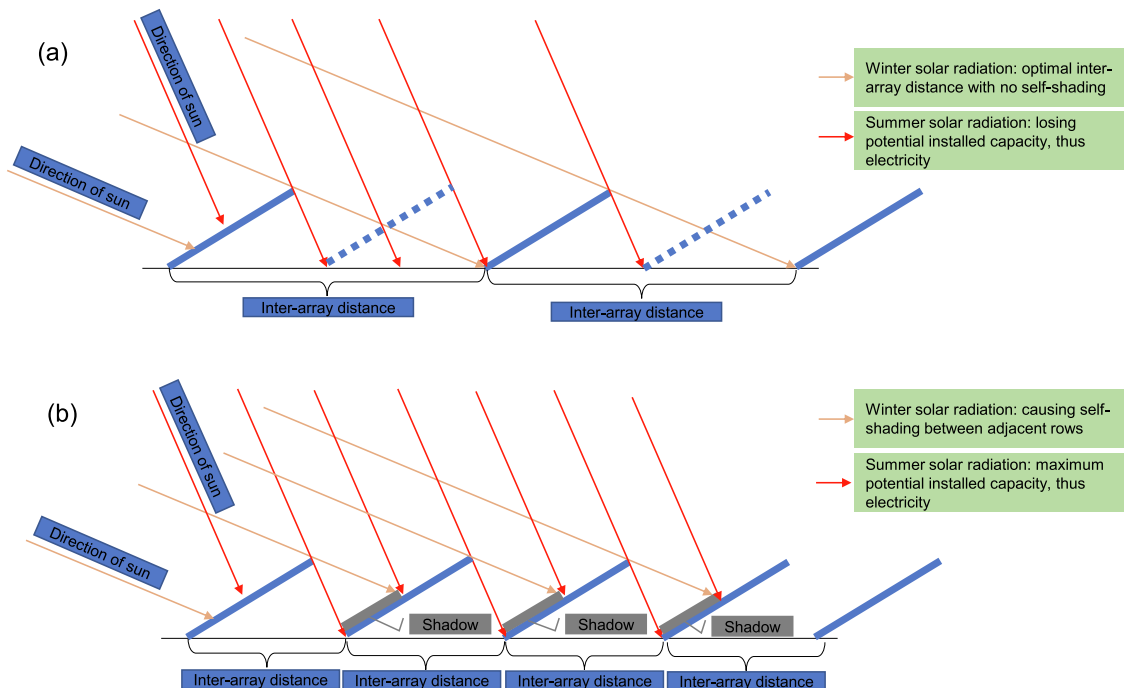 (a)
Direction of sun
Direction of sun
Winter solar radiation: optimal inter-
array distance with no self-shading
Summer solar radiation: losing
potential installed capacity, thus
electricity
Inter-array distance
Inter-array distance
(b)
Direction of sun
Direction of sun
Winter solar radiation: causing self-
shading between adjacent rows
Summer solar radiation: maximum
potential installed capacity, thus
electricity
Shadow
Shadow
Shadow
Inter-array distance
Inter-array distance
Inter-array distance
Inter-array distance